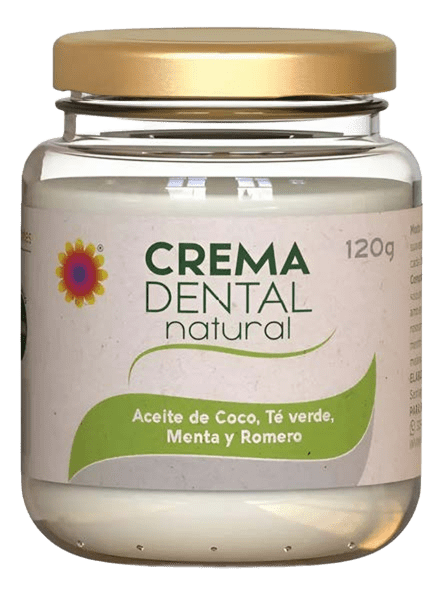 CREMA
DENTAL
natural
120g
®
Aceite de Coco, Té verde,
Menta y Romero